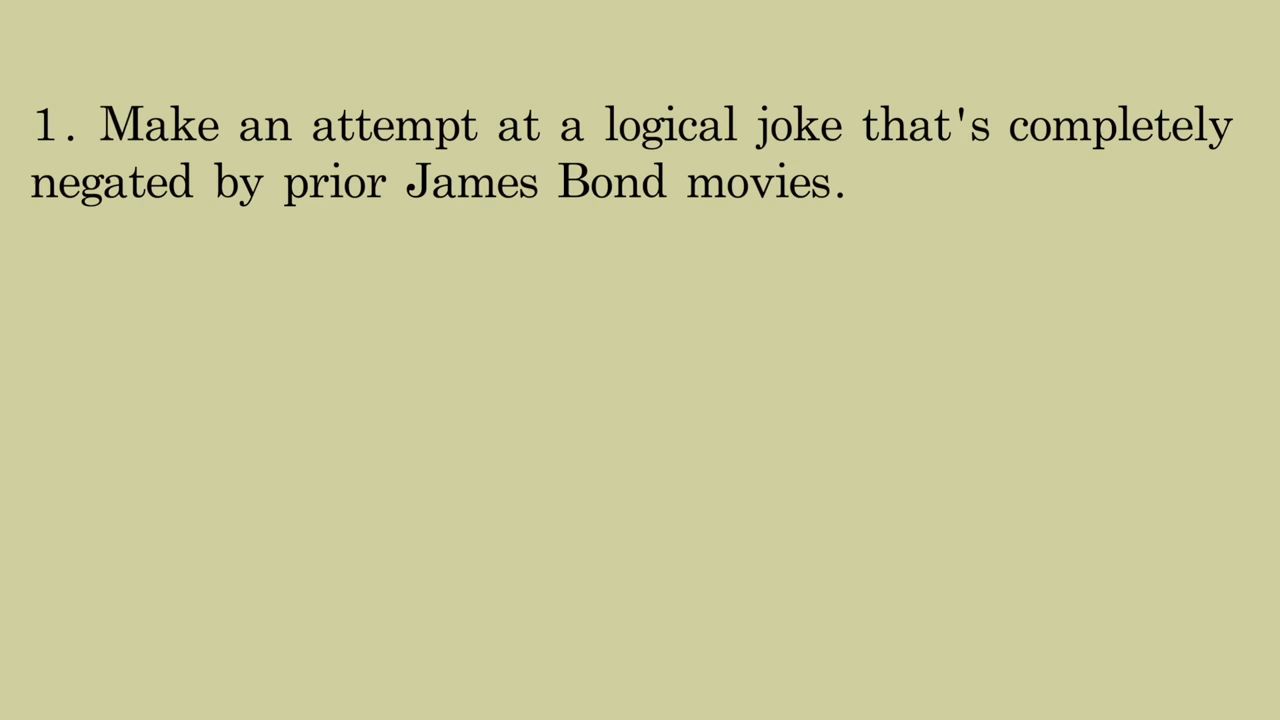 1. Make an attempt at a logical joke that's completely
negated by prior James Bond movies.